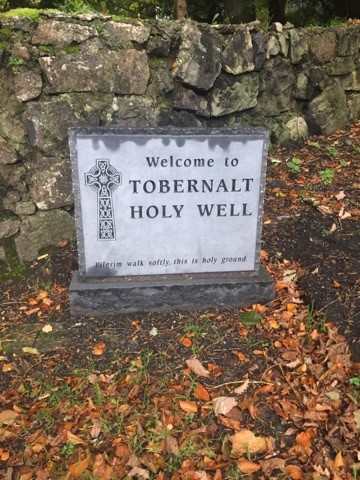 Welcome to
TOBERNALT
HOLY WELL
Pilgrim walk softly, this is holy ground